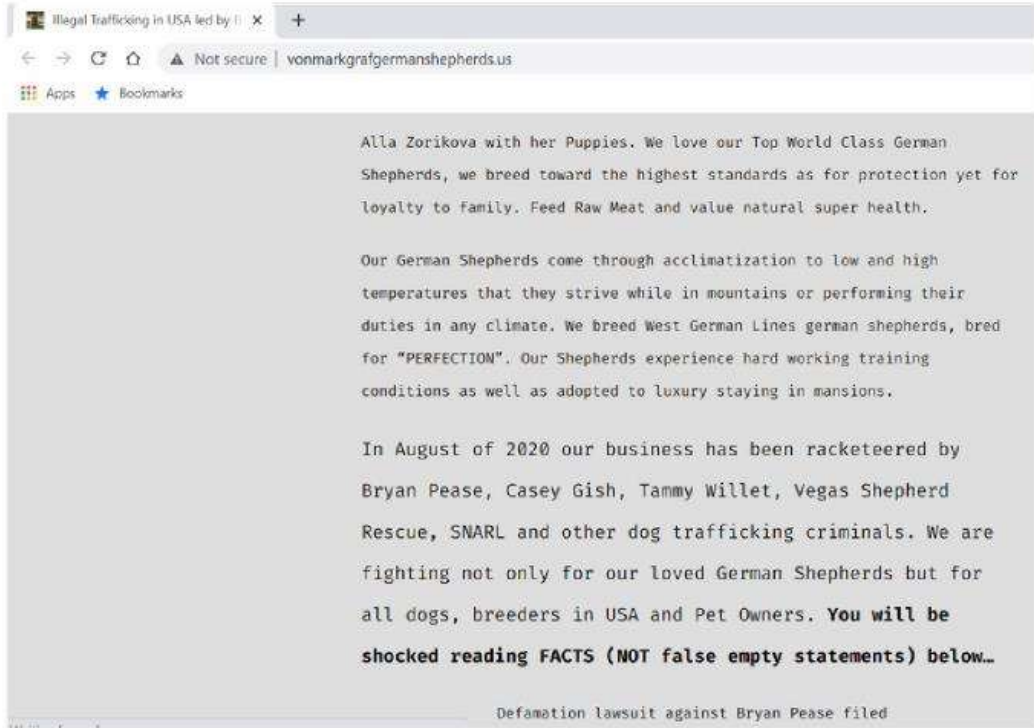 Illegal Trafficking in USA led by
Not secure | vonmarkgrafgermanshepherds.us
Apps Bookmarks
Alla Zorikova with her Puppies. We love our Top World Class German
Shepherds, we breed toward the highest standards as for protection yet for
loyalty to family. Feed Raw Meat and value natural super health.
Our German Shepherds come through acclimatization to low and high
temperatures that they strive while in mountains or performing their
duties in any climate. We breed West German Lines german shepherds, bred
for “PERFECTION”. Our Shepherds experience hard working training
conditions as well as adopted to luxury staying in mansions.
In August of 2020 our business has been racketeered by
Bryan Pease, Casey Gish, Tammy Willet, Vegas Shepherd
Rescue, SNARL and other dog trafficking criminals. We are
fighting not only for our loved German Shepherds but for
all dogs, breeders in USA and Pet Owners. You will be
shocked reading FACTS (NOT false empty statements) below…
Defamation lawsuit against Bryan Pease filed